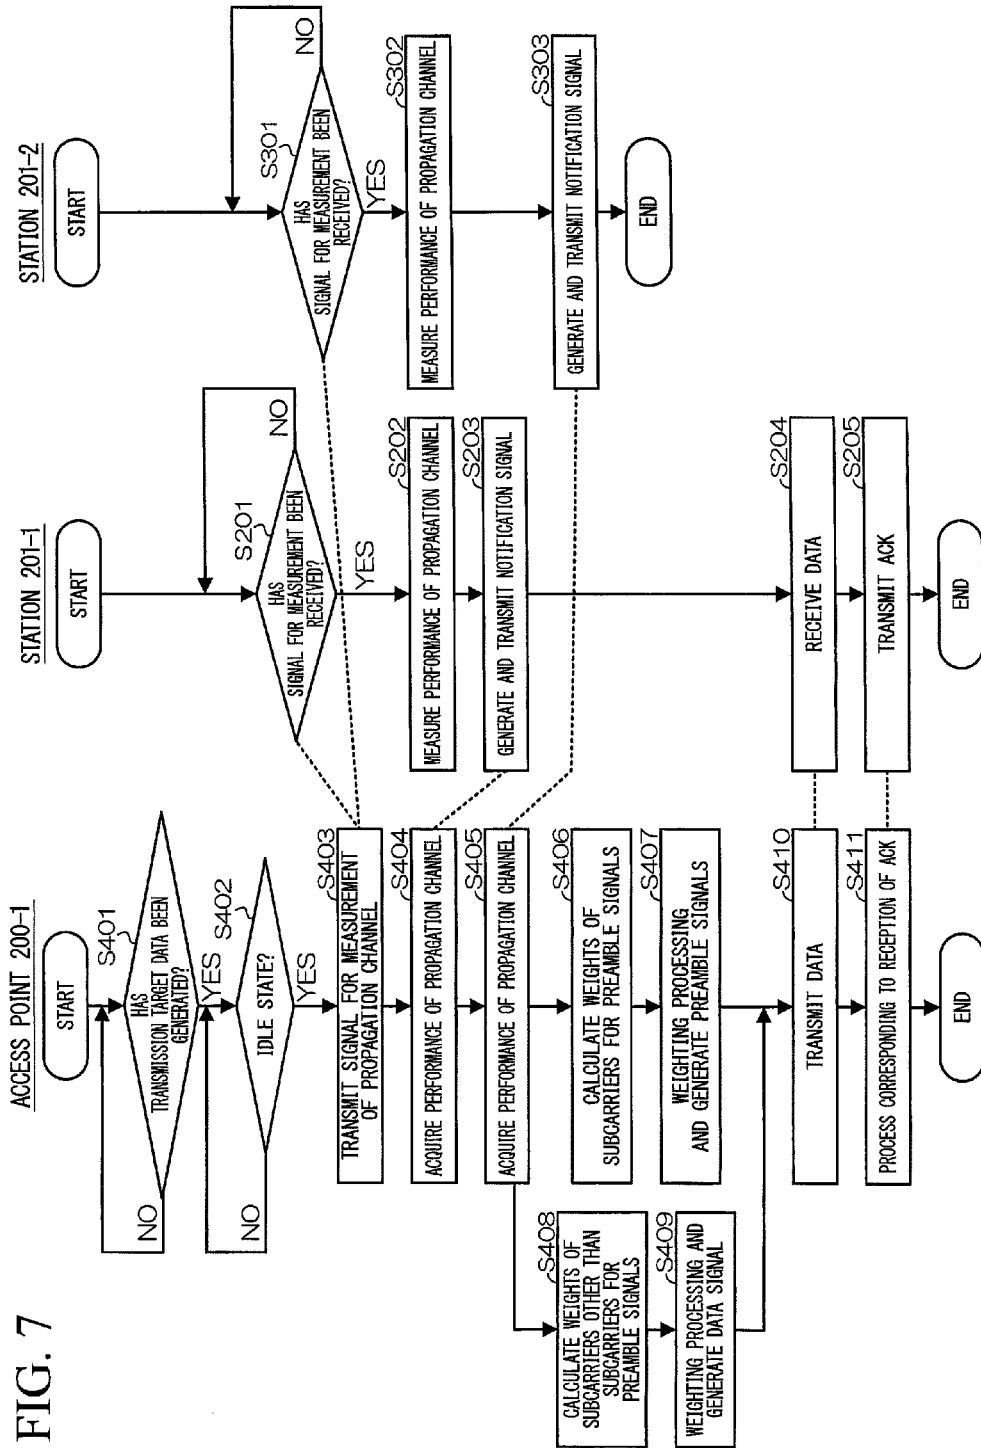 FIG. 7
ACCESS POINT 200-1
START
S401
HAS
TRANSMISSION TARGET DATA BEEN
GENERATED?
NO
YES
S402
IDLE STATE?
NO
YES
S403
TRANSMIT SIGNAL FOR MEASUREMENT
OF PROPAGATION CHANNEL
S404
ACQUIRE PERFORMANCE OF PROPAGATION CHANNEL
S405
ACQUIRE PERFORMANCE OF PROPAGATION CHANNEL
S406
CALCULATE WEIGHTS OF
SUBCARRIERS FOR PREAMBLE SIGNALS
S407
WEIGHTING PROCESSING
AND GENERATE PREAMBLE SIGNALS
S408
CALCULATE WEIGHTS OF
SUBCARRIERS OTHER THAN
SUBCARRIERS FOR
PREAMBLE SIGNALS
S409
WEIGHTING PROCESSING AND
GENERATE DATA SIGNAL
S410
TRANSMIT DATA
S411
PROCESS CORRESPONDING TO RECEPTION OF ACK
END
STATION 201-1
START
S201
HAS
SIGNAL FOR MEASUREMENT BEEN
RECEIVED?
NO
YES
S202
MEASURE PERFORMANCE OF PROPAGATION CHANNEL
S203
GENERATE AND TRANSMIT NOTIFICATION SIGNAL
S204
RECEIVE DATA
S205
TRANSMIT ACK
END
STATION 201-2
START
S301
HAS
SIGNAL FOR MEASUREMENT BEEN
RECEIVED?
NO
YES
S302
MEASURE PERFORMANCE OF PROPAGATION CHANNEL
S303
GENERATE AND TRANSMIT NOTIFICATION SIGNAL
END